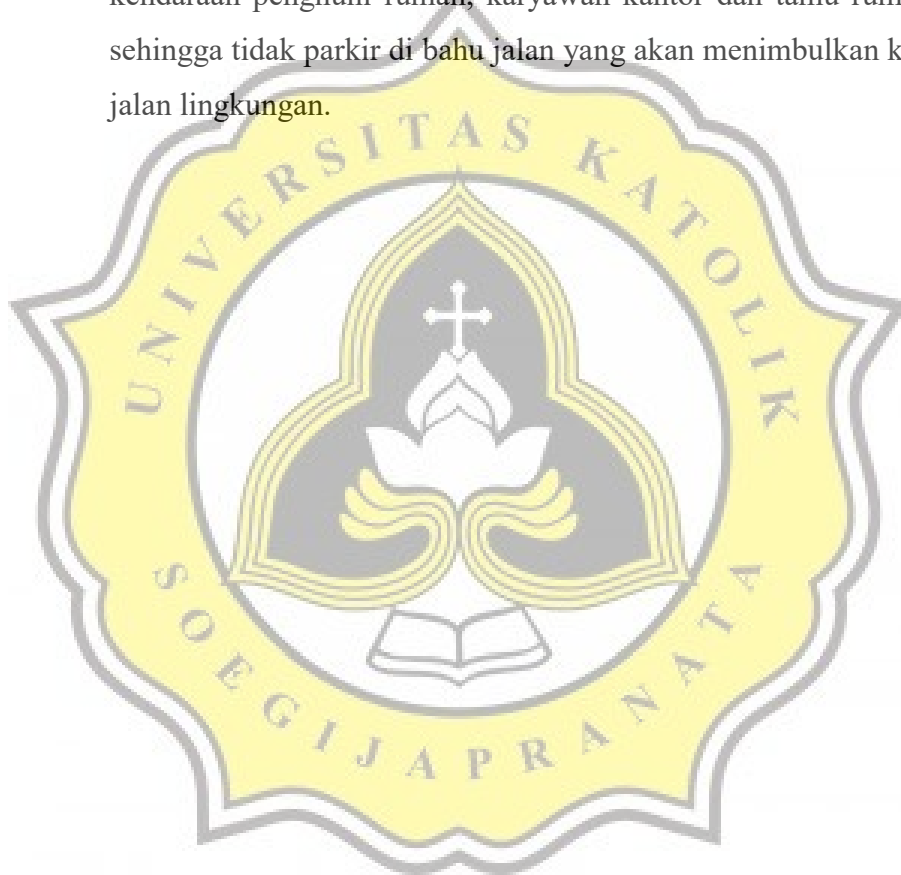 kendaraan penghuni rumah, karyawan kantor dan tamu
sehingga tidak parkir di bahu jalan yang akan menimbulkan
jalan lingkungan.
UNIVERSITAS KATOLIK
SOEGIJAPRANATA